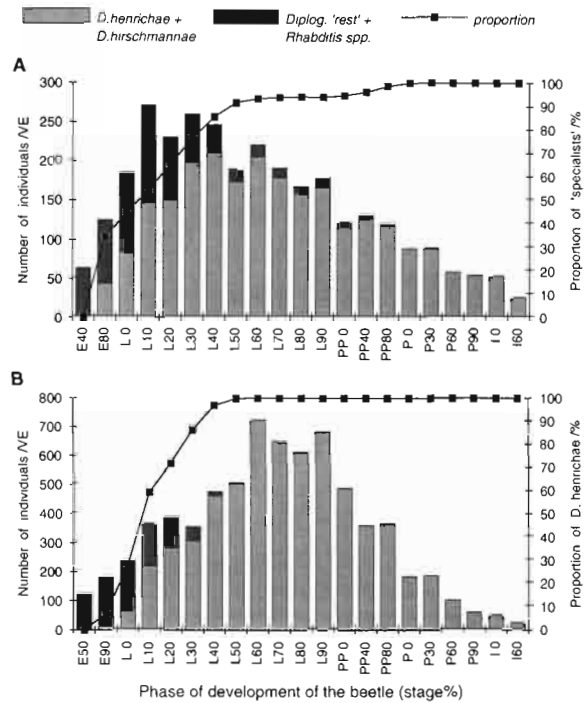 D.henrichae +
D.hirschmannae
Diplog. 'rest' +
Rhabditis spp.
proportion
A
Number of individuals /VE
300
250
200
150
100
50
0
Proportion of 'specialists' /%
100
90
80
70
60
50
40
30
20
10
0
E40 E80 L 0 L10 L20 L30 L40 L50 L60 L70 L80 L90 PP 0 PP40 PP80 P 0 P30 P60 P90 I 0 I60
B
Number of individuals /VE
800
700
600
500
400
300
200
100
0
Proportion of D. henrichae /%
100
90
80
70
60
50
40
30
20
10
0
E50 E90 L 0 L10 L20 L30 L40 L50 L60 L70 L80 L90 PP 0 PP40 PP80 P 0 P30 P60 P90 I 0 I60
Phase of development of the beetle (stage%)